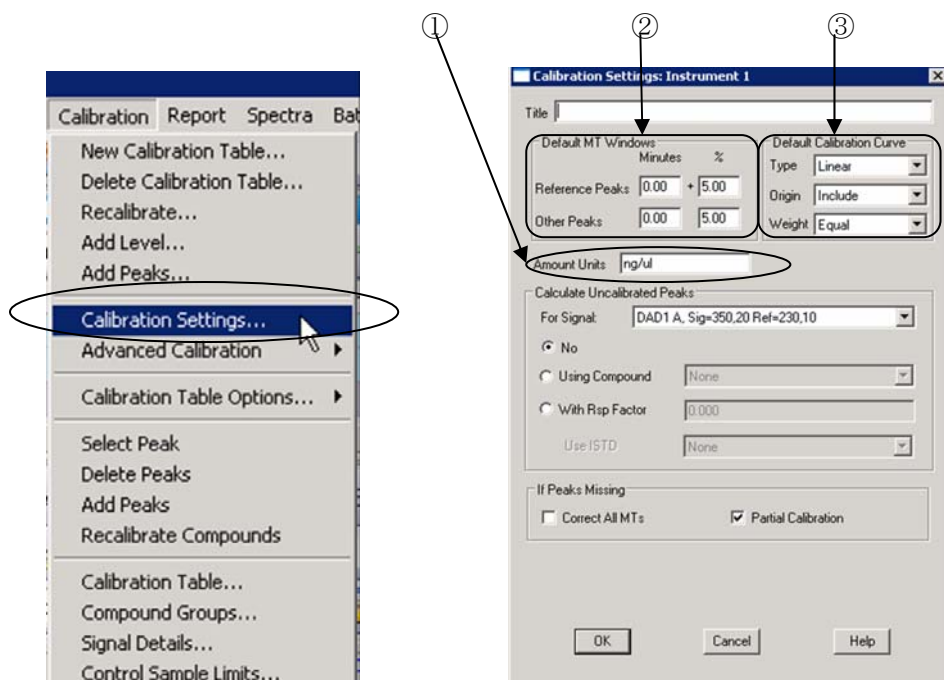 ① ② ③
Calibration Report Spectra Bat
New Calibration Table...
Delete Calibration Table...
Recalibrate...
Add Level...
Add Peaks...
Calibration Settings...
Advanced Calibration
Calibration Table Options...
Select Peak
Delete Peaks
Add Peaks
Recalibrate Compounds
Calibration Table...
Compound Groups...
Signal Details...
Control Sample Limits...
Calibration Settings: Instrument 1
Title
Default MT Windows
Minutes %
Reference Peaks 0.00 + 5.00
Other Peaks 0.00 5.00
Default Calibration Curve
Type Linear
Origin Include
Weight Equal
Amount Units ng/ul
Calculate Uncalibrated Peaks
For Signal: DAD1 A, Sig=350,20 Ref=230,10
No
Using Compound None
With Rsp Factor 0.000
Use ISTD None
If Peaks Missing
Correct All MTs Partial Calibration
OK Cancel Help